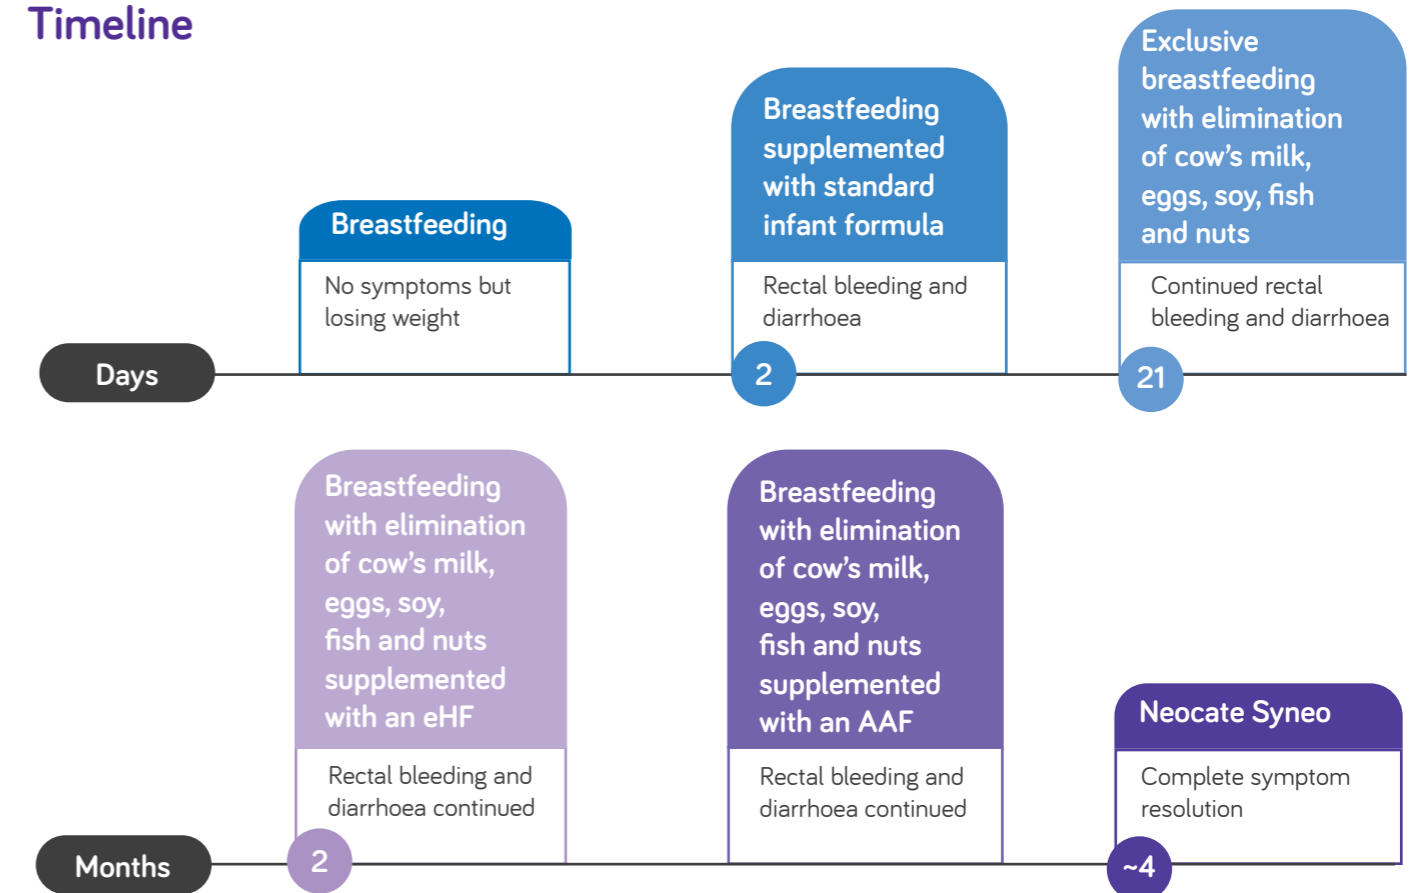 Timeline
Breastfeeding
No symptoms but
losing weight
Breastfeeding
supplemented
with standard
infant formula
Rectal bleeding and
diarrhoea
Exclusive
breastfeeding
with elimination
of cow’s milk,
eggs, soy, fish
and nuts
Continued rectal
bleeding and diarrhoea
Days
2
21
Breastfeeding
with elimination
of cow’s milk,
eggs, soy,
fish and nuts
supplemented
with an eHF
Rectal bleeding and
diarrhoea continued
Breastfeeding
with elimination
of cow’s milk,
eggs, soy,
fish and nuts
supplemented
with an AAF
Rectal bleeding and
diarrhoea continued
Neocate Syneo
Complete symptom
resolution
Months
2
~4